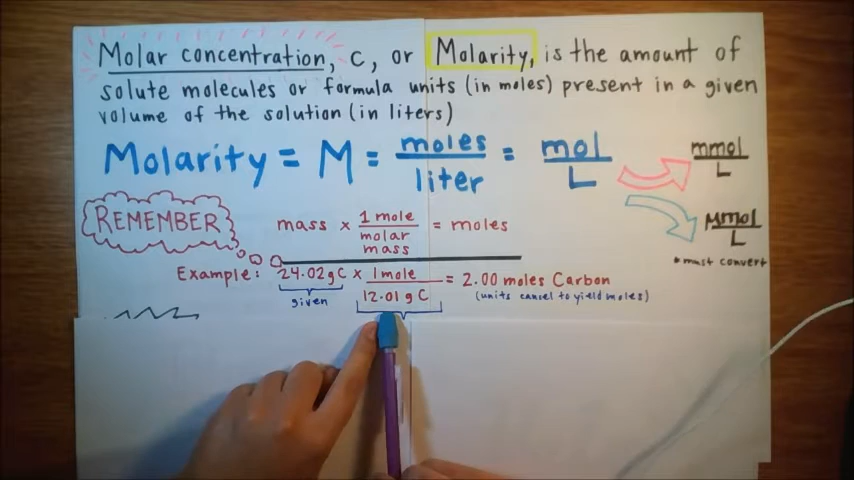 Molar concentration, c, or Molarity, is the amount of
solute molecules or formula units (in moles) present in a given
volume of the solution (in liters)
Molarity = M = moles/liter = mol/L
mmol/L
μmol/L
*must convert
REMEMBER
mass x 1 mole/molar mass = moles
Example: 24.02 g C x 1 mole/12.01 g C = 2.00 moles Carbon
given
(units cancel to yield moles)